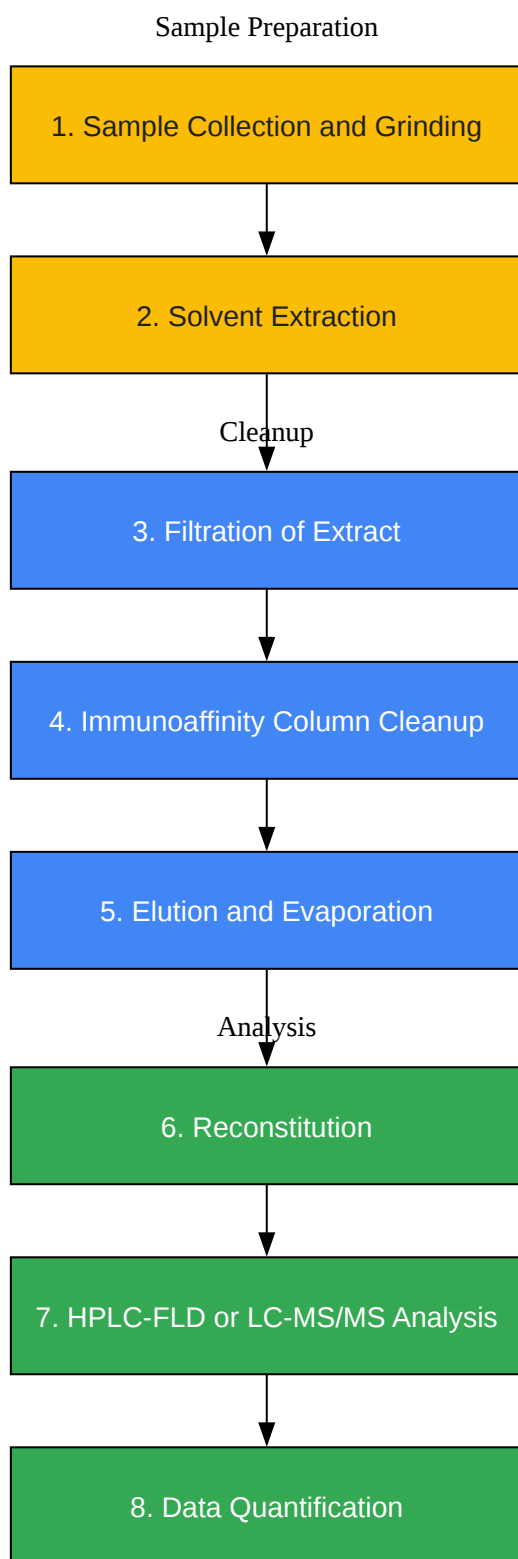 Sample Preparation
1. Sample Collection and Grinding
2. Solvent Extraction
Cleanup
3. Filtration of Extract
4. Immunoaffinity Column Cleanup
5. Elution and Evaporation
Analysis
6. Reconstitution
7. HPLC-FLD or LC-MS/MS Analysis
8. Data Quantification